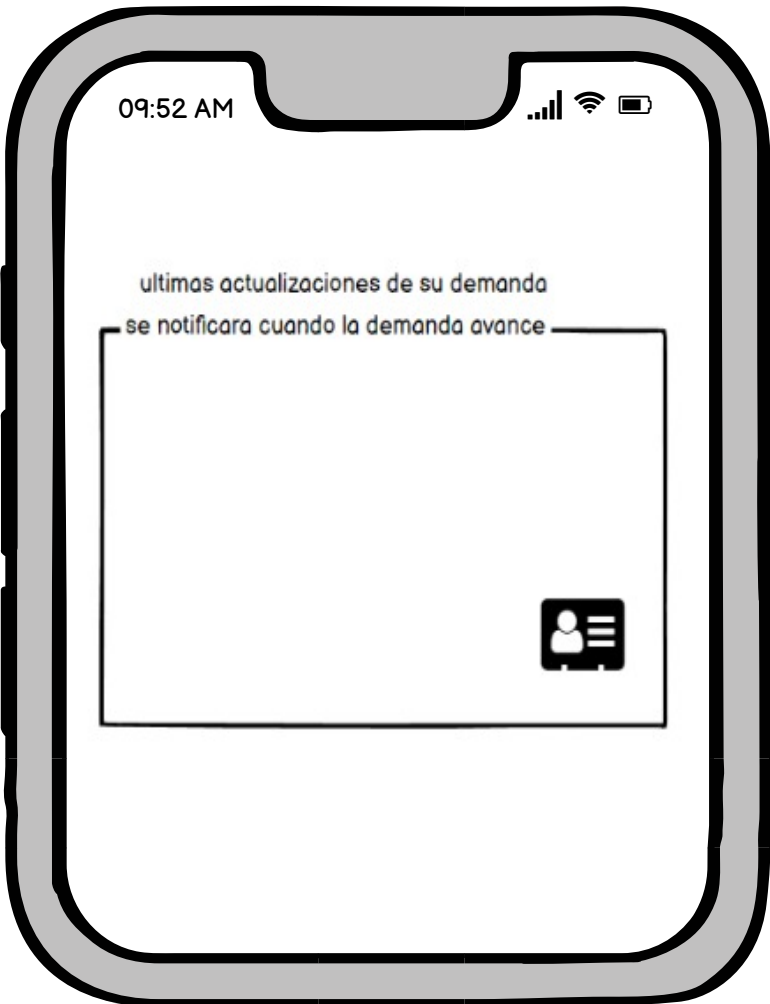 09:52 AM
ultimas actualizaciones de su demanda
se notificara cuando la demanda avance